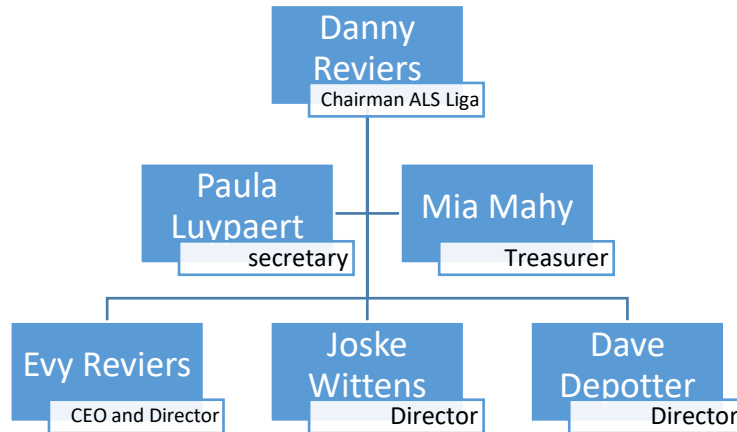 Danny
Reviers
Chairman ALS Liga
Paula
Luypaert
secretary
Mia Mahy
Treasurer
Evy Reviers
CEO and Director
Joske
Wittens
Director
Dave
Depotter
Director